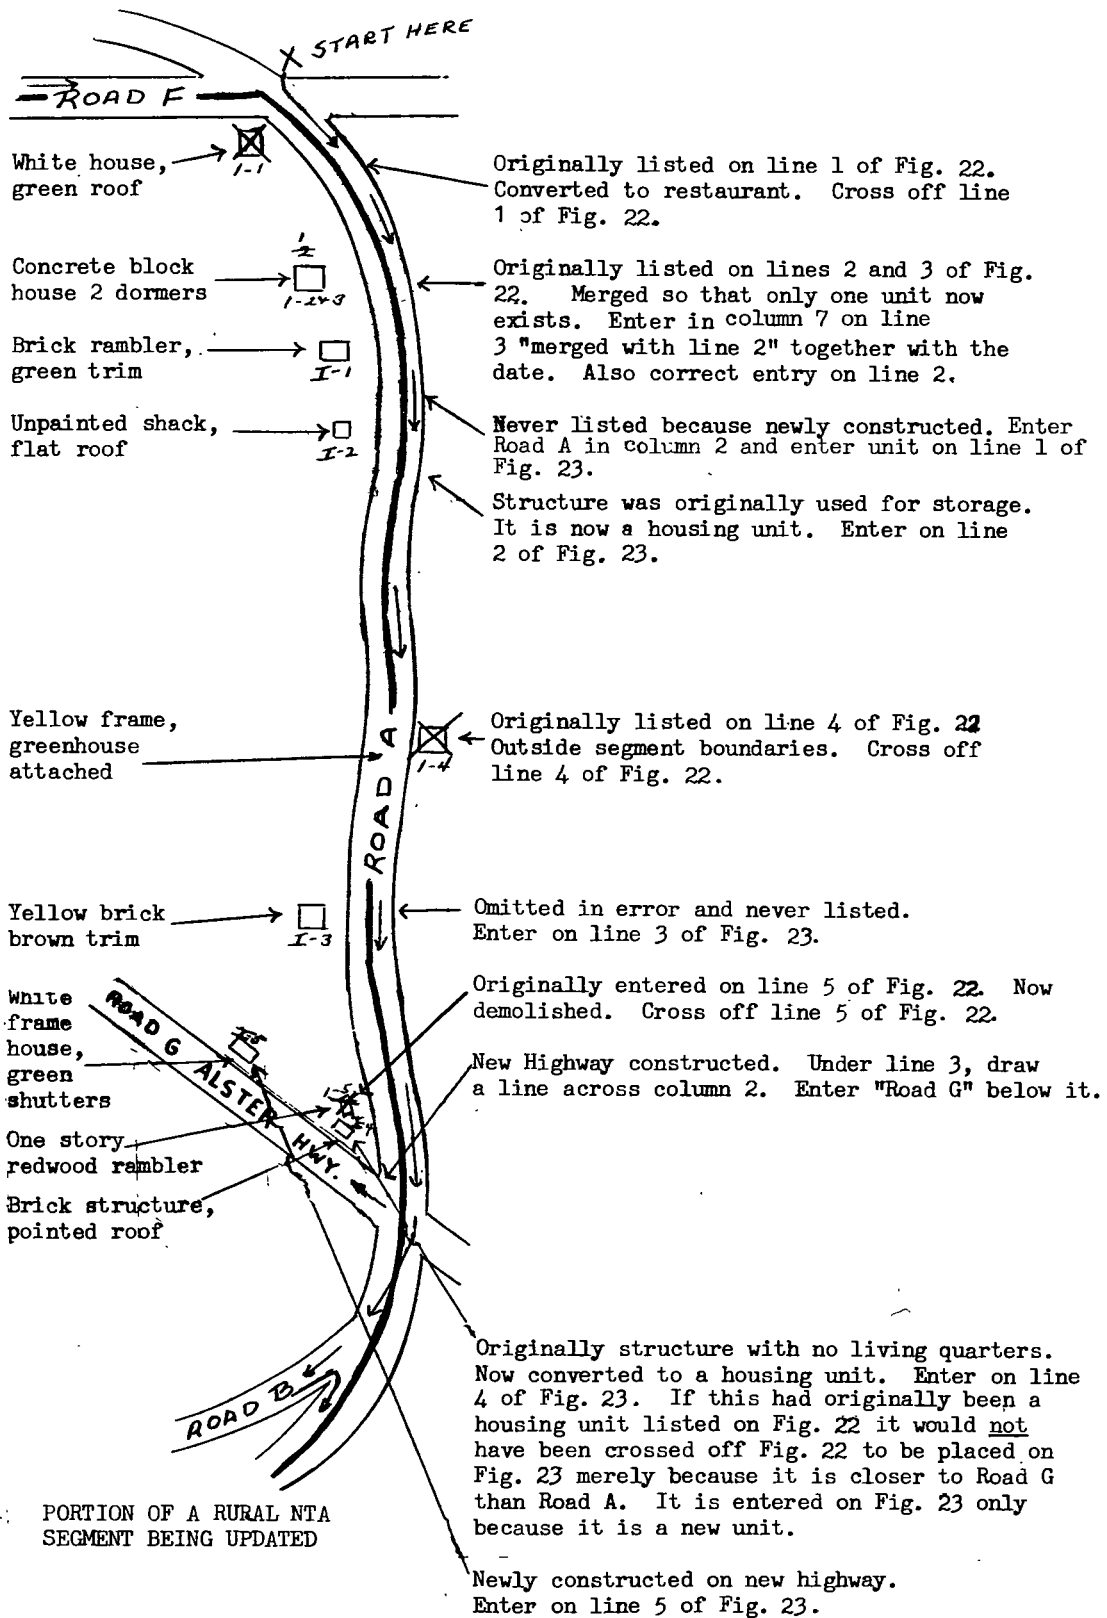 X START HERE
ROAD F
White house,
green roof
1-1
Originally listed on line 1 of Fig. 22.
Converted to restaurant. Cross off line
1 of Fig. 22.
Concrete block
house 2 dormers
1-2+3
Originally listed on lines 2 and 3 of Fig.
22. Merged so that only one unit now
exists. Enter in column 7 on line
3 "merged with line 2" together with the
date. Also correct entry on line 2.
Brick rambler,
green trim
I-1
Unpainted shack,
flat roof
I-2
Never listed because newly constructed. Enter
Road A in column 2 and enter unit on line 1 of
Fig. 23.
Structure was originally used for storage.
It is now a housing unit. Enter on line
2 of Fig. 23.
Yellow frame,
greenhouse
attached
ROAD A
1-4
Originally listed on line 4 of Fig. 22
Outside segment boundaries. Cross off
line 4 of Fig. 22.
Yellow brick
brown trim
I-3
Omitted in error and never listed.
Enter on line 3 of Fig. 23.
White
frame
house,
green
shutters
ROAD G ALSTER HWY.
Originally entered on line 5 of Fig. 22. Now
demolished. Cross off line 5 of Fig. 22.
New Highway constructed. Under line 3, draw
a line across column 2. Enter "Road G" below it.
One story
redwood rambler
Brick structure,
pointed roof
ROAD B
Originally structure with no living quarters.
Now converted to a housing unit. Enter on line
4 of Fig. 23. If this had originally been a
housing unit listed on Fig. 22 it would not
have been crossed off Fig. 22 to be placed on
Fig. 23 merely because it is closer to Road G
than Road A. It is entered on Fig. 23 only
because it is a new unit.
PORTION OF A RURAL NTA
SEGMENT BEING UPDATED
Newly constructed on new highway.
Enter on line 5 of Fig. 23.